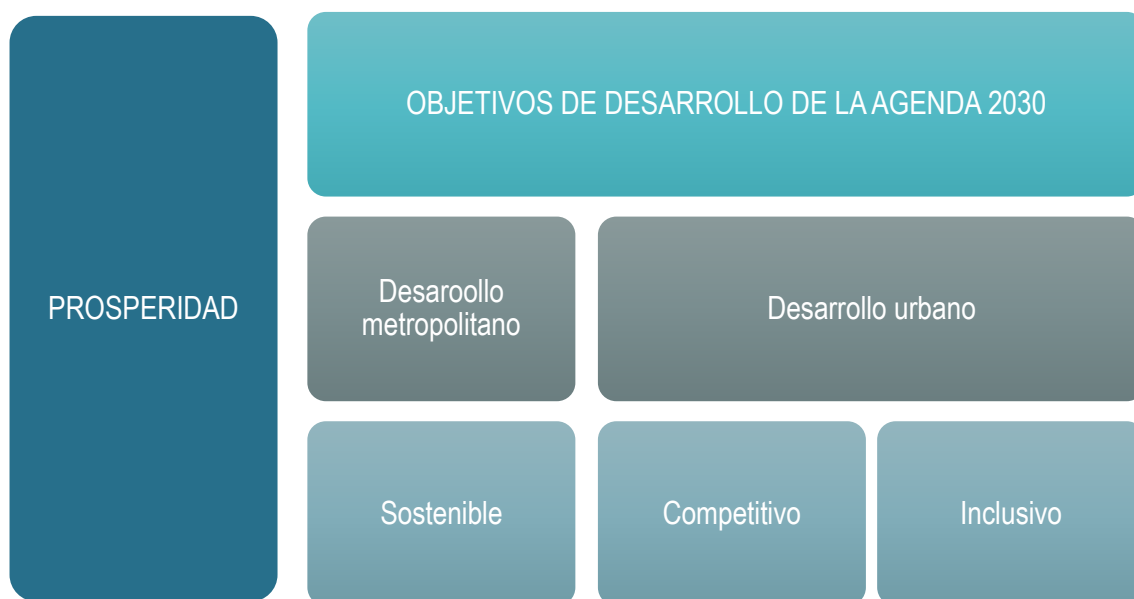 PROSPERIDAD
OBJETIVOS DE DESARROLLO DE LA AGENDA 2030
Desaroollo
metropolitano
Desarrollo urbano
Sostenible
Competitivo
Inclusivo